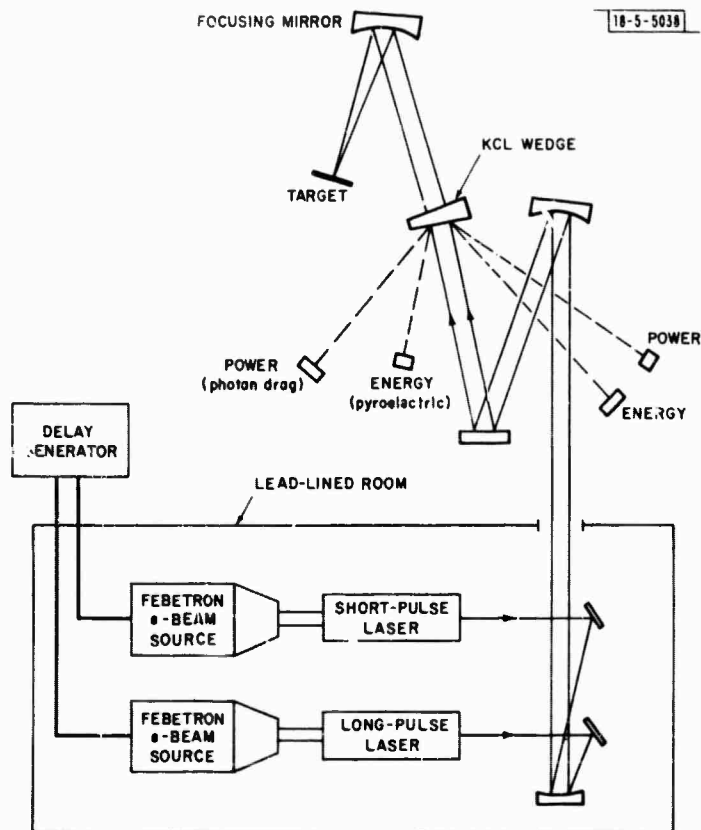 FOCUSING MIRROR
18-5-5038
KCL WEDGE
TARGET
POWER
(photon drag)
ENERGY
(pyroelectric)
POWER
ENERGY
DELAY
GENERATOR
LEAD-LINED ROOM
FEBETRON
e-BEAM
SOURCE
SHORT-PULSE
LASER
FEBETRON
e-BEAM
SOURCE
LONG-PULSE
LASER